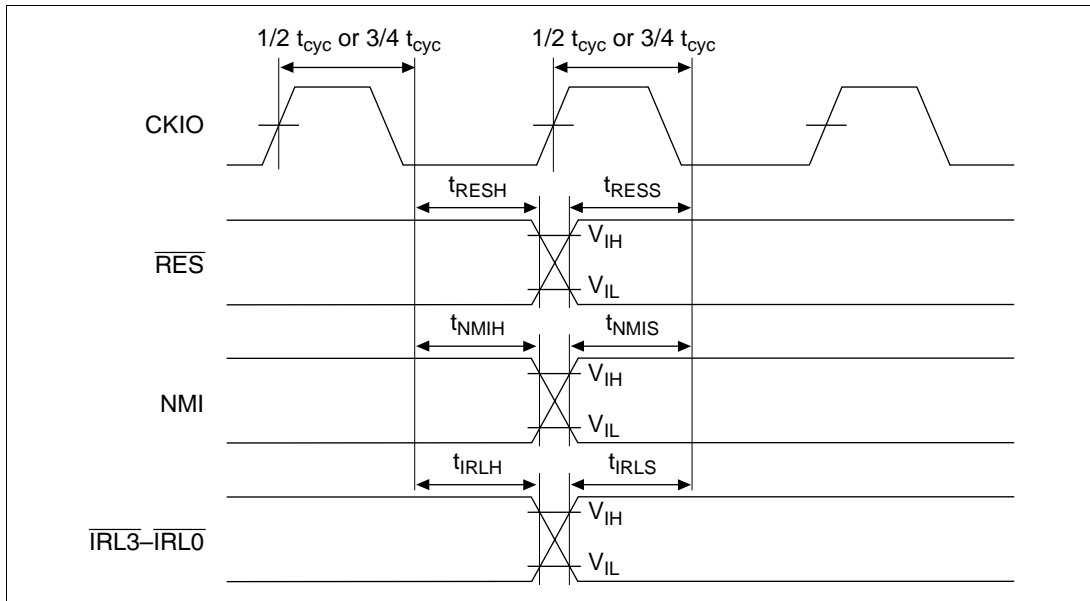 1/2 tcyc or 3/4 tcyc 1/2 tcyc or 3/4 tcyc
CKIO
tRESH tRESS
RES
VIH
VIL
tNMIH tNMIS
NMI
VIH
VIL
tIRLH tIRLS
IRL3–IRL0
VIH
VIL